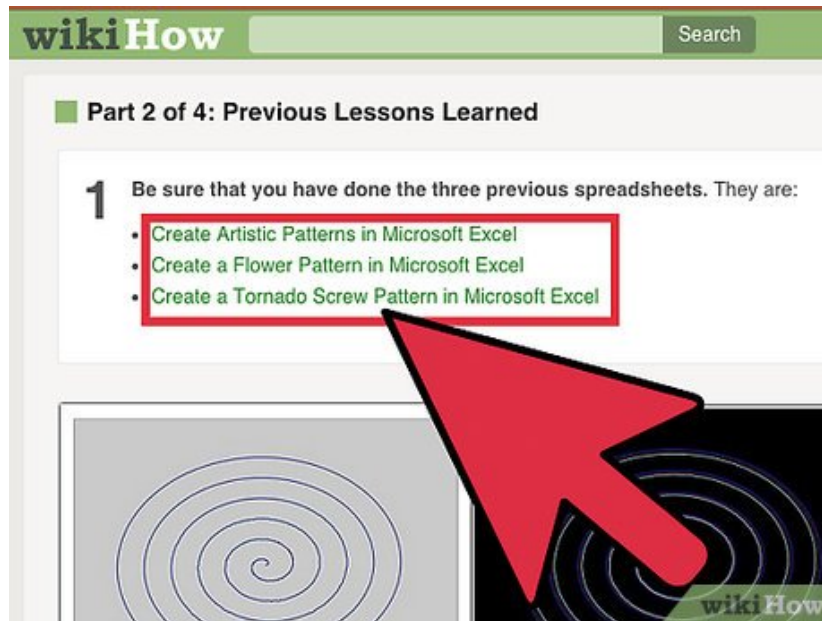 wikiHow Search
Part 2 of 4: Previous Lessons Learned
1 Be sure that you have done the three previous spreadsheets. They are:
• Create Artistic Patterns in Microsoft Excel
• Create a Flower Pattern in Microsoft Excel
• Create a Tornado Screw Pattern in Microsoft Excel
wikiHow